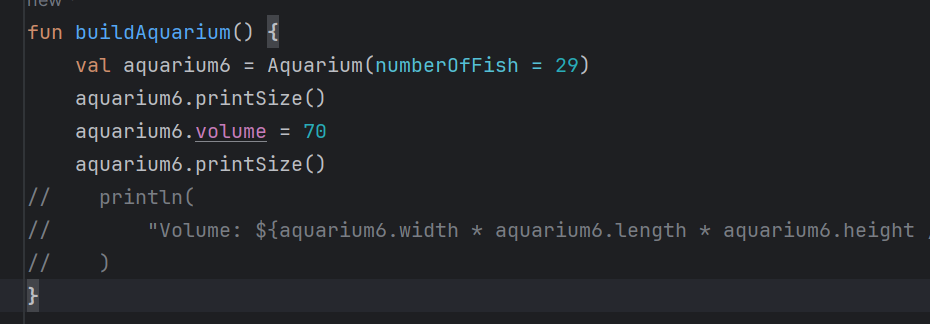 new
fun buildAquarium() {
    val aquarium6 = Aquarium(numberOfFish = 29)
    aquarium6.printSize()
    aquarium6.volume = 70
    aquarium6.printSize()
//    println(
//        "Volume: ${aquarium6.width * aquarium6.length * aquarium6.height
//    )
}